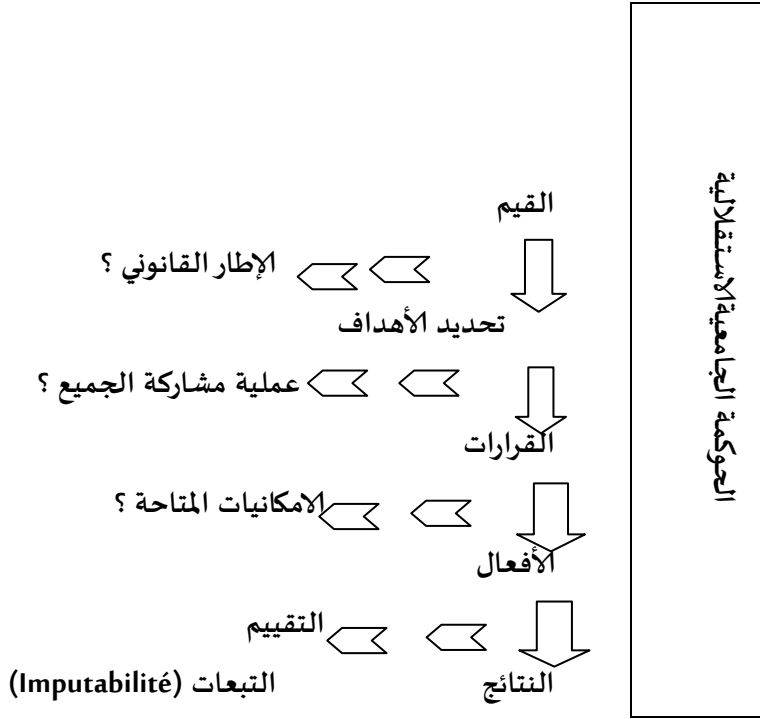 الحوكمة الجامعيةالاستقلالية
القيم
الإطار القانوني ؟
تحديد الأهداف
عملية مشاركة الجميع ؟
القرارات
الامكانيات المتاحة ؟
الأفعال
التقييم
النتائج
التبعات (Imputabilité)